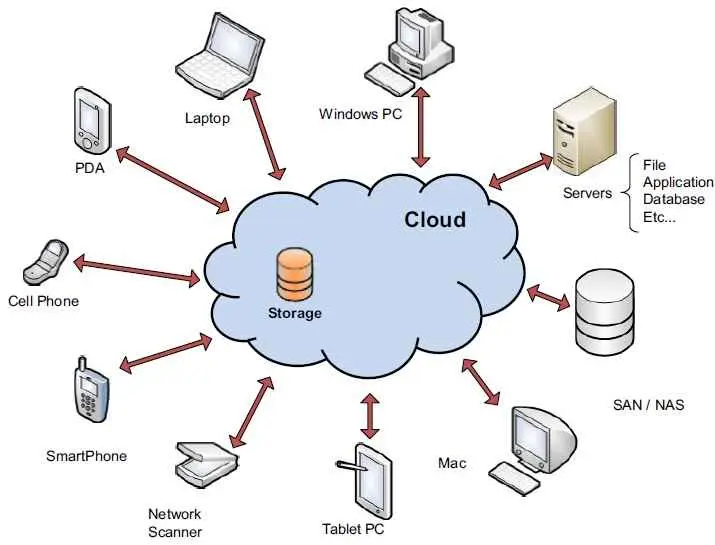 Laptop
Windows PC
PDA
Servers
File
Application
Database
Etc...
Cloud
Cell Phone
Storage
SAN / NAS
SmartPhone
Mac
Network
Scanner
Tablet PC